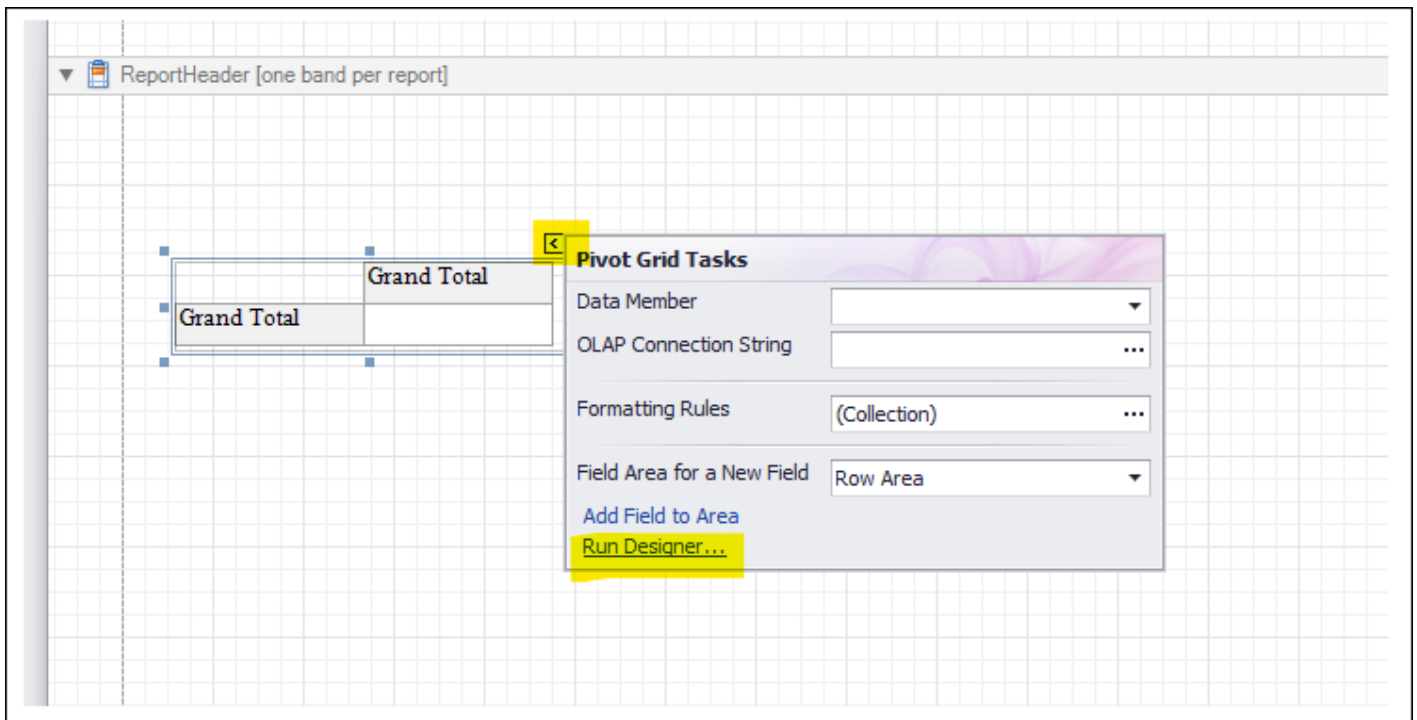 ReportHeader [one band per report]
Grand Total
Grand Total
Pivot Grid Tasks
Data Member
OLAP Connection String
Formatting Rules (Collection)
Field Area for a New Field Row Area
Add Field to Area
Run Designer...